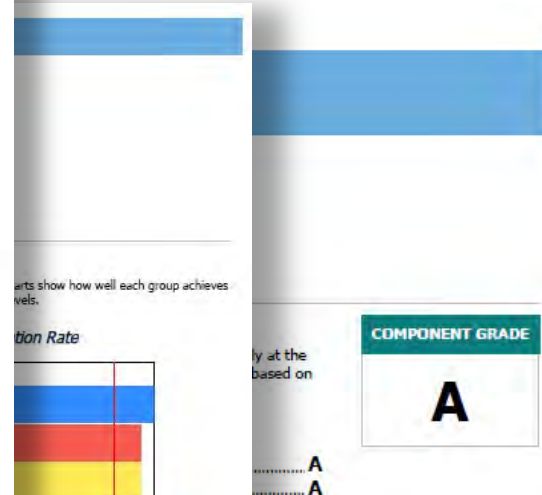 arts show how well each group achieves
vels.
tion Rate
COMPONENT GRADE
ly at the
based on
A
A
A